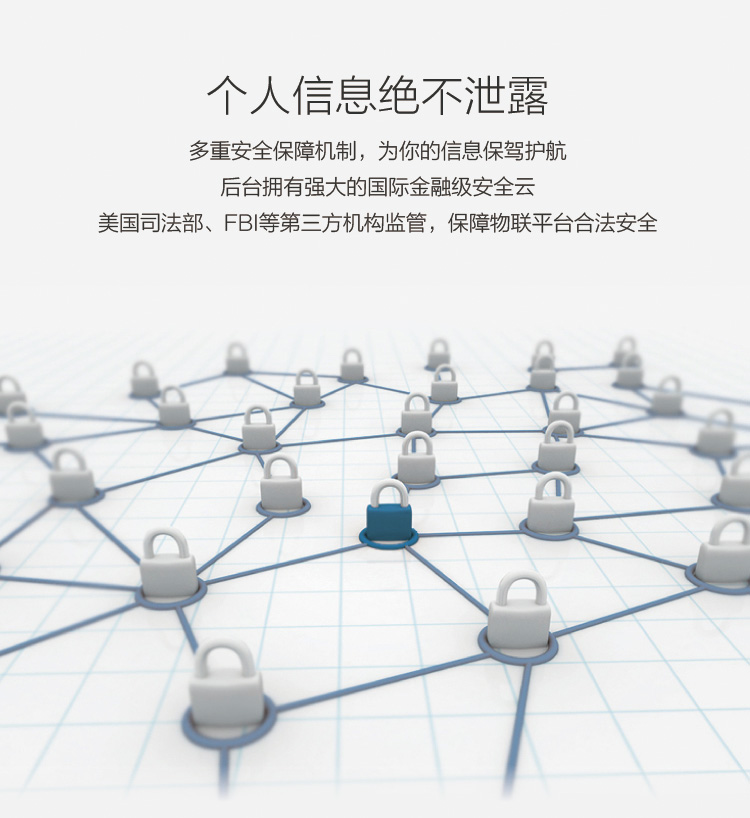 个人信息绝不泄露
多重安全保障机制，为你的信息保驾护航
后台拥有强大的国际金融级安全云
美国司法部、FBI等第三方机构监管，保障物联平台合法安全